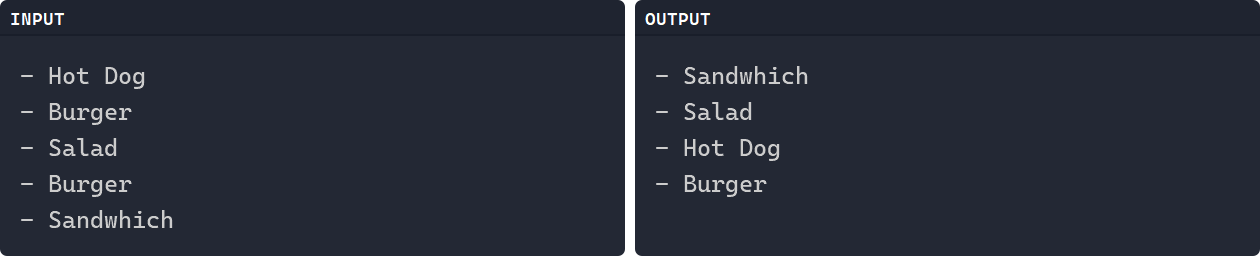 INPUT
- Hot Dog
- Burger
- Salad
- Burger
- Sandwhich
OUTPUT
- Sandwhich
- Salad
- Hot Dog
- Burger